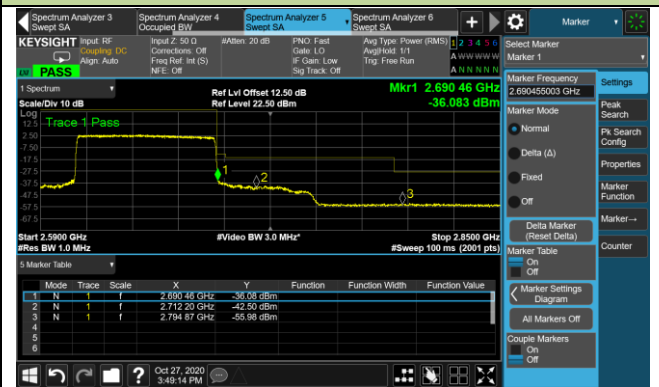 Spectrum Analyzer 3 Swept SA
Spectrum Analyzer 4 Occupied BW
Spectrum Analyzer 5 Swept SA
Spectrum Analyzer 6 Swept SA
Marker
KEYSIGHT Input: RF
Coupling: DC
Align: Auto
Input Z: 50 Ω
Corrections: Off
Freq Ref: Int (S)
NFE: Off
#Atten: 20 dB
PNO: Fast
Gate: LO
IF Gain: Low
Sig Track: Off
Avg Type: Power (RMS)
Avg|Hold: 1/1
Trig: Free Run
1 2 3 4 5 6
A W W W W W
A N N N N N
LV PASS
Select Marker
Marker 1
1 Spectrum
Scale/Div 10 dB
Ref Lvl Offset 12.50 dB
Ref Level 22.50 dBm
Mkr1 2.690 46 GHz
-36.083 dBm
Log
Trace 1 Pass
12.5
2.50
-7.50
-17.5
-27.5
-37.5
-47.5
-57.5
-67.5
1
2
3
Start 2.5900 GHz
#Res BW 1.0 MHz
#Video BW 3.0 MHz*
Stop 2.8500 GHz
#Sweep 100 ms (2001 pts)
5 Marker Table
Mode Trace Scale X Y Function Function Width Function Value
1 N 1 f 2.690 46 GHz -36.08 dBm
2 N 1 f 2.712 20 GHz -42.50 dBm
3 N 1 f 2.794 87 GHz -55.98 dBm
4
5
6
Marker Frequency
2.690455003 GHz
Marker Mode
Normal
Delta (Δ)
Fixed
Off
Delta Marker
(Reset Delta)
Marker Table
On
Off
Marker Settings
Diagram
All Markers Off
Couple Markers
On
Off
Settings
Peak Search
Pk Search Config
Properties
Marker Function
Marker→
Counter
Oct 27, 2020
3:49:14 PM